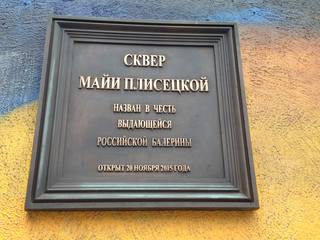 СКВЕР
МАЙИ ПЛИСЕЦКОЙ
НАЗВАН В ЧЕСТЬ
ВЫДАЮЩЕЙСЯ
РОССИЙСКОЙ БАЛЕРИНЫ
ОТКРЫТ 20 НОЯБРЯ 2015 ГОДА